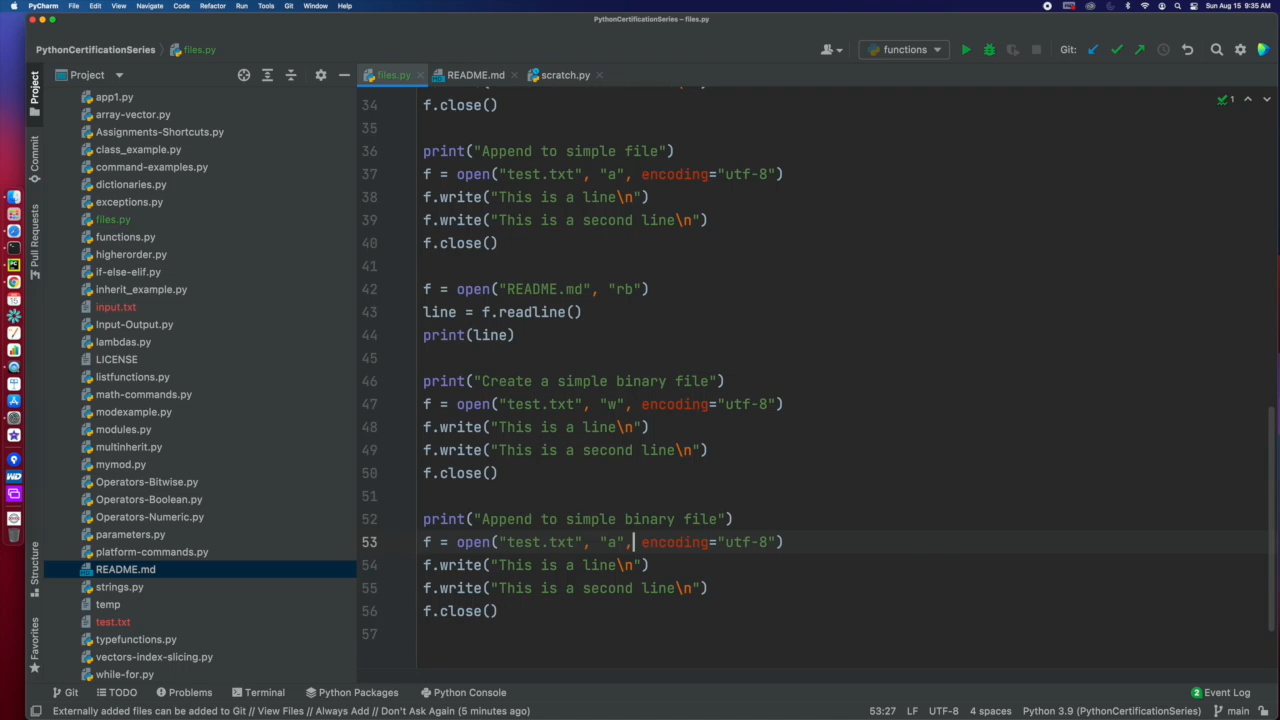 PyCharm File Edit View Navigate Code Refactor Run Tools Git Window Help Sun Aug 15 9:35 AM
PythonCertificationSeries – files.py
PythonCertificationSeries files.py functions Git:
Project files.py README.md scratch.py
Project
Commit
Pull Requests
Structure
Favorites
app1.py
array-vector.py
Assignments-Shortcuts.py
class_example.py
command-examples.py
dictionaries.py
exceptions.py
files.py
functions.py
higherorder.py
if-else-elif.py
inherit_example.py
input.txt
Input-Output.py
lambdas.py
LICENSE
listfunctions.py
math-commands.py
modexample.py
modules.py
multinherit.py
mymod.py
Operators-Bitwise.py
Operators-Boolean.py
Operators-Numeric.py
parameters.py
platform-commands.py
README.md
strings.py
temp
test.txt
typefunctions.py
vectors-index-slicing.py
while-for.py
1
34 f.close()
35
36 print("Append to simple file")
37 f = open("test.txt", "a", encoding="utf-8")
38 f.write("This is a line\n")
39 f.write("This is a second line\n")
40 f.close()
41
42 f = open("README.md", "rb")
43 line = f.readline()
44 print(line)
45
46 print("Create a simple binary file")
47 f = open("test.txt", "w", encoding="utf-8")
48 f.write("This is a line\n")
49 f.write("This is a second line\n")
50 f.close()
51
52 print("Append to simple binary file")
53 f = open("test.txt", "a", encoding="utf-8")
54 f.write("This is a line\n")
55 f.write("This is a second line\n")
56 f.close()
57
Git TODO Problems Terminal Python Packages Python Console 2 Event Log
Externally added files can be added to Git // View Files // Always Add // Don't Ask Again (5 minutes ago) 53:27 LF UTF-8 4 spaces Python 3.9 (PythonCertificationSeries) main